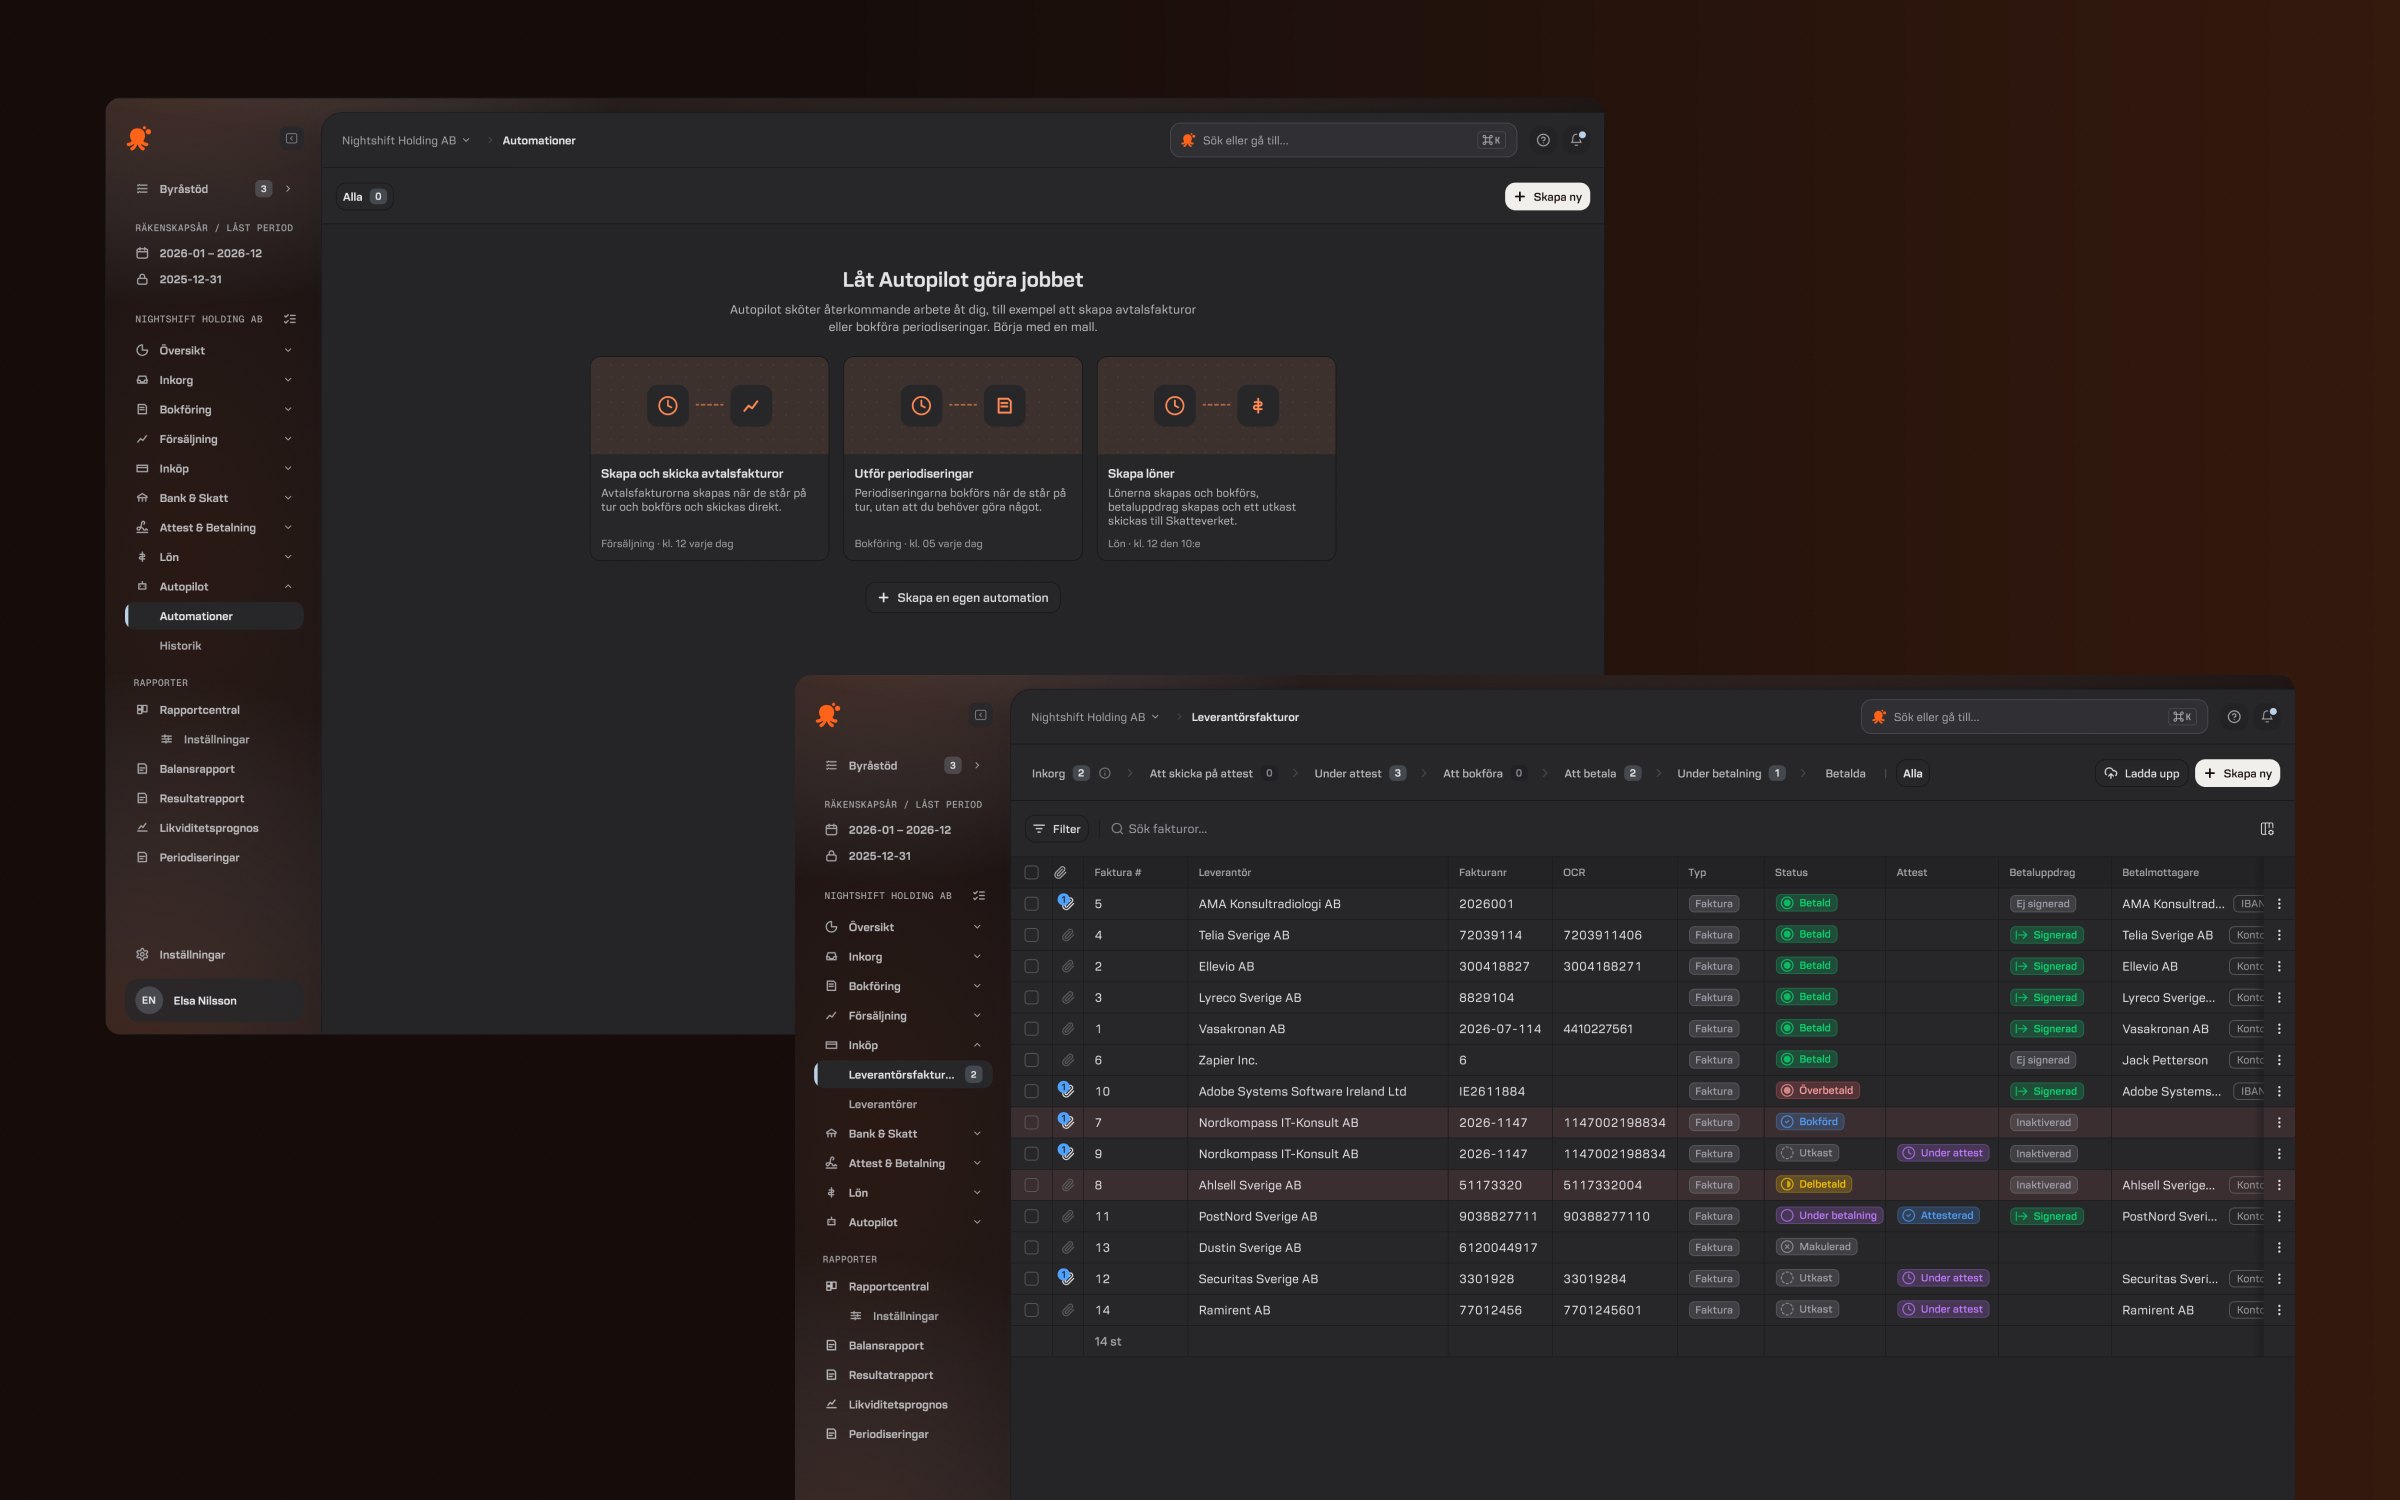 Nightshift Holding AB
Automationer
Sök eller gå till...
⌘K
Byråstöd 3
Alla 0
Skapa ny
RÄKENSKAPSÅR / LÅST PERIOD
2026-01 – 2026-12
2025-12-31
NIGHTSHIFT HOLDING AB
Översikt
Inkorg
Bokföring
Försäljning
Inköp
Bank & Skatt
Attest & Betalning
Lön
Autopilot
Automationer
Historik
RAPPORTER
Rapportcentral
Inställningar
Balansrapport
Resultatrapport
Likviditetsprognos
Periodiseringar
Inställningar
EN Elsa Nilsson
Låt Autopilot göra jobbet
Autopilot sköter återkommande arbete åt dig, till exempel att skapa avtalsfakturor
eller bokföra periodiseringar. Börja med en mall.
Skapa och skicka avtalsfakturor
Avtalsfakturorna skapas när de står på
tur och bokförs och skickas direkt.
Försäljning · kl. 12 varje dag
Utför periodiseringar
Periodiseringarna bokförs när de står på
tur, utan att du behöver göra något.
Bokföring · kl. 05 varje dag
Skapa löner
Lönerna skapas och bokförs,
betaluppdrag skapas och ett utkast
skickas till Skatteverket.
Lön · kl. 12 den 10:e
Skapa en egen automation
Nightshift Holding AB
Leverantörsfakturor
Sök eller gå till...
⌘K
Byråstöd 3
RÄKENSKAPSÅR / LÅST PERIOD
2026-01 – 2026-12
2025-12-31
NIGHTSHIFT HOLDING AB
Översikt
Inkorg
Bokföring
Försäljning
Inköp
Leverantörsfaktur... 2
Leverantörer
Bank & Skatt
Attest & Betalning
Lön
Autopilot
RAPPORTER
Rapportcentral
Inställningar
Balansrapport
Resultatrapport
Likviditetsprognos
Periodiseringar
Inkorg 2 Att skicka på attest 0 Under attest 3 Att bokföra 0 Att betala 2 Under betalning 1 Betalda Alla
Ladda upp
Skapa ny
Filter
Sök fakturor...
Faktura # Leverantör Fakturanr OCR Typ Status Attest Betaluppdrag Betalmottagare
1 5 AMA Konsultradiologi AB 2026001 Faktura Betald Ej signerad AMA Konsultrad... IBAN
4 Telia Sverige AB 72039114 7203911406 Faktura Betald Signerad Telia Sverige AB Konto
2 Ellevio AB 300418827 3004188271 Faktura Betald Signerad Ellevio AB Konto
3 Lyreco Sverige AB 8829104 Faktura Betald Signerad Lyreco Sverige... Konto
1 Vasakronan AB 2026-07-114 4410227561 Faktura Betald Signerad Vasakronan AB Konto
6 Zapier Inc. 6 Faktura Betald Ej signerad Jack Petterson Konto
1 10 Adobe Systems Software Ireland Ltd IE2611884 Faktura Överbetald Signerad Adobe Systems... IBAN
1 7 Nordkompass IT-Konsult AB 2026-1147 1147002198834 Faktura Bokförd Inaktiverad
1 9 Nordkompass IT-Konsult AB 2026-1147 1147002198834 Faktura Utkast Under attest Inaktiverad
8 Ahlsell Sverige AB 51173320 5117332004 Faktura Delbetald Inaktiverad Ahlsell Sverige... Konto
11 PostNord Sverige AB 9038827711 90388277110 Faktura Under betalning Attesterad Signerad PostNord Sveri... Konto
13 Dustin Sverige AB 6120044917 Faktura Makulerad
1 12 Securitas Sverige AB 3301928 33019284 Faktura Utkast Under attest Securitas Sveri... Konto
14 Ramirent AB 77012456 7701245601 Faktura Utkast Under attest Ramirent AB Konto
14 st